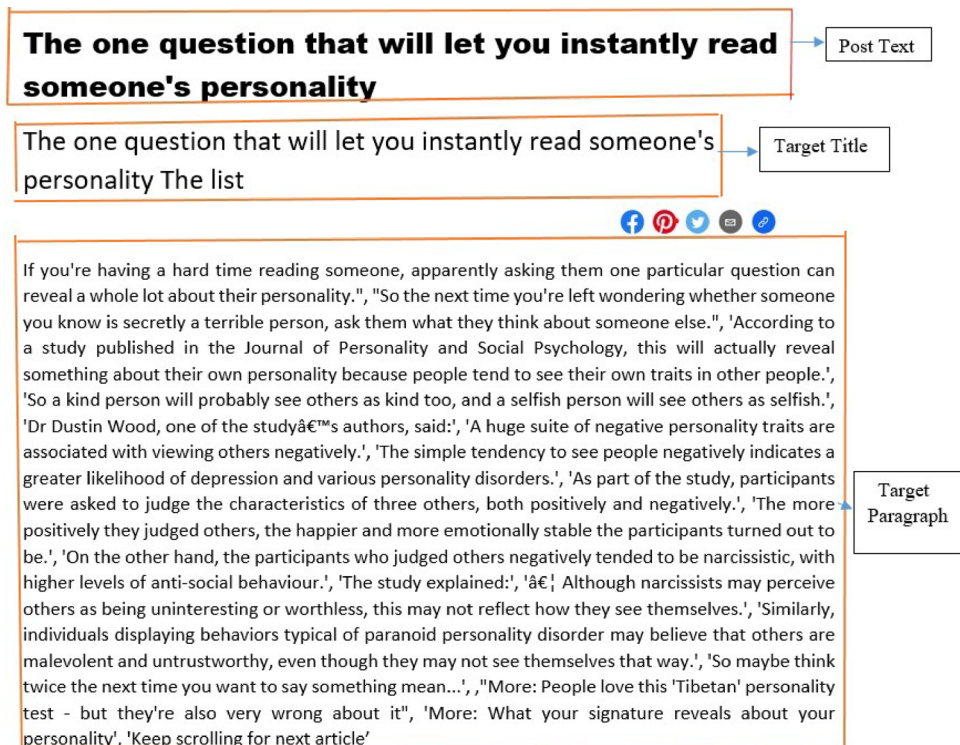 The one question that will let you instantly read
someone's personality
Post Text
The one question that will let you instantly read someone's
personality The list
Target Title
If you're having a hard time reading someone, apparently asking them one particular question can
reveal a whole lot about their personality.", "So the next time you're left wondering whether someone
you know is secretly a terrible person, ask them what they think about someone else.", 'According to
a study published in the Journal of Personality and Social Psychology, this will actually reveal
something about their own personality because people tend to see their own traits in other people.',
'So a kind person will probably see others as kind too, and a selfish person will see others as selfish.',
'Dr Dustin Wood, one of the studyâ€™s authors, said:', 'A huge suite of negative personality traits are
associated with viewing others negatively.', 'The simple tendency to see people negatively indicates a
greater likelihood of depression and various personality disorders.', 'As part of the study, participants
were asked to judge the characteristics of three others, both positively and negatively.', 'The more
positively they judged others, the happier and more emotionally stable the participants turned out to
be.', 'On the other hand, the participants who judged others negatively tended to be narcissistic, with
higher levels of anti-social behaviour.', 'The study explained:', 'â€¦ Although narcissists may perceive
others as being uninteresting or worthless, this may not reflect how they see themselves.', 'Similarly,
individuals displaying behaviors typical of paranoid personality disorder may believe that others are
malevolent and untrustworthy, even though they may not see themselves that way.', 'So maybe think
twice the next time you want to say something mean...', ,"More: People love this 'Tibetan' personality
test - but they're also very wrong about it", 'More: What your signature reveals about your
personality', 'Keep scrolling for next article’
Target
Paragraph